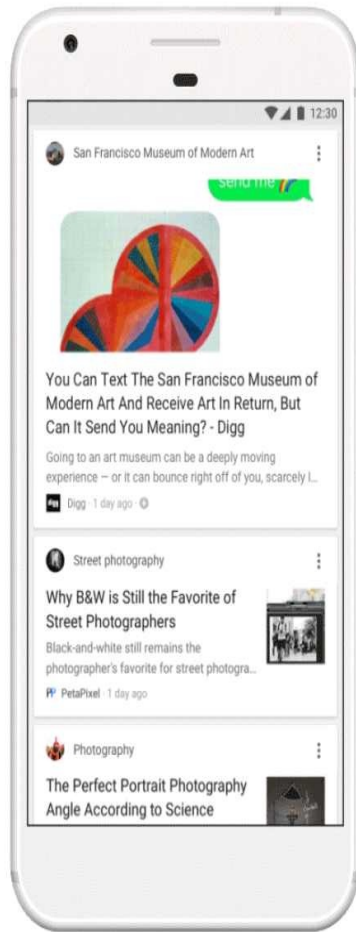 12:30
San Francisco Museum of Modern Art
send me
You Can Text The San Francisco Museum of
Modern Art And Receive Art In Return, But
Can It Send You Meaning? - Digg
Going to an art museum can be a deeply moving
experience — or it can bounce right off of you, scarcely l...
digg Digg · 1 day ago ·
Street photography
Why B&W is Still the Favorite of
Street Photographers
Black-and-white still remains the
photographer's favorite for street photogra...
PetaPixel · 1 day ago
Photography
The Perfect Portrait Photography
Angle According to Science